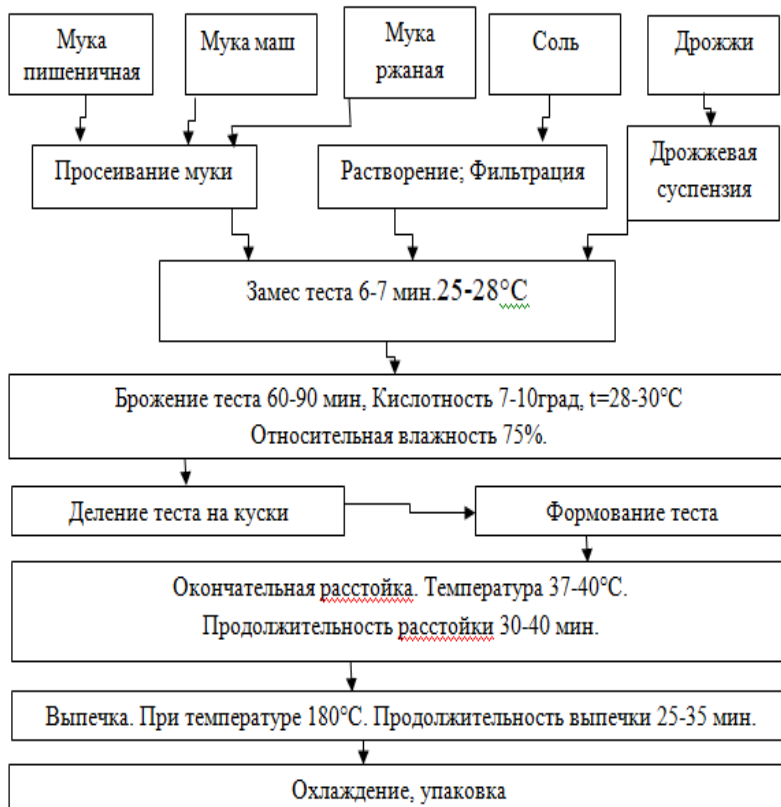 Мука
пишеничная
Мука маш
Мука
ржаная
Соль
Дрожжи
Просеивание муки
Растворение; Фильтрация
Дрожжевая
суспензия
Замес теста 6-7 мин.25-28°С
Брожение теста 60-90 мин, Кислотность 7-10град, t=28-30°С
Относительная влажность 75%.
Деление теста на куски
Формование теста
Окончательная расстойка. Температура 37-40°С.
Продолжительность расстойки 30-40 мин.
Выпечка. При температуре 180°С. Продолжительность выпечки 25-35 мин.
Охлаждение, упаковка